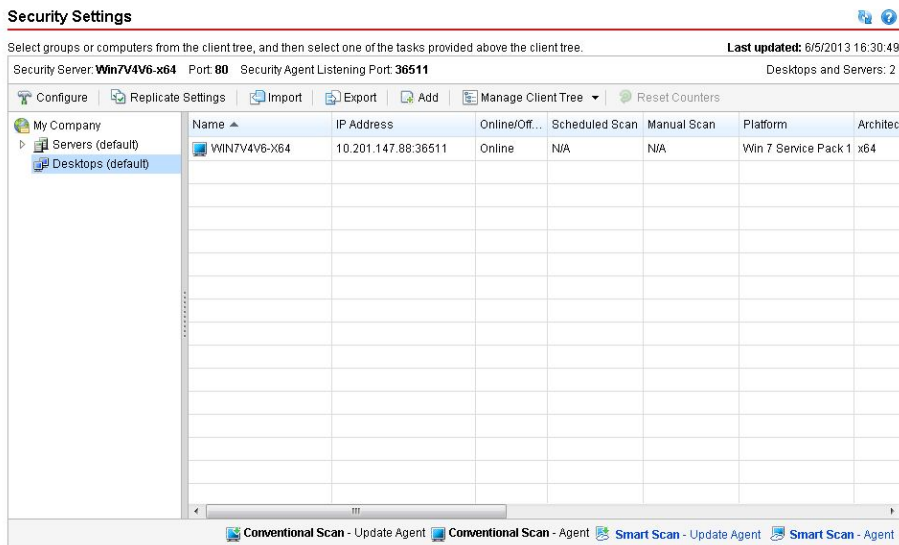 Security Settings
Select groups or computers from the client tree, and then select one of the tasks provided above the client tree. Last updated: 6/5/2013 16:30:49
Security Server: Win7V4V6-x64 Port: 80 Security Agent Listening Port: 36511 Desktops and Servers: 2
Configure Replicate Settings Import Export Add Manage Client Tree Reset Counters
My Company
Servers (default)
Desktops (default)
Name IP Address Online/Off... Scheduled Scan Manual Scan Platform Architec
WIN7V4V6-X64 10.201.147.88:36511 Online N/A N/A Win 7 Service Pack 1 x64
Conventional Scan - Update Agent Conventional Scan - Agent Smart Scan - Update Agent Smart Scan - Agent